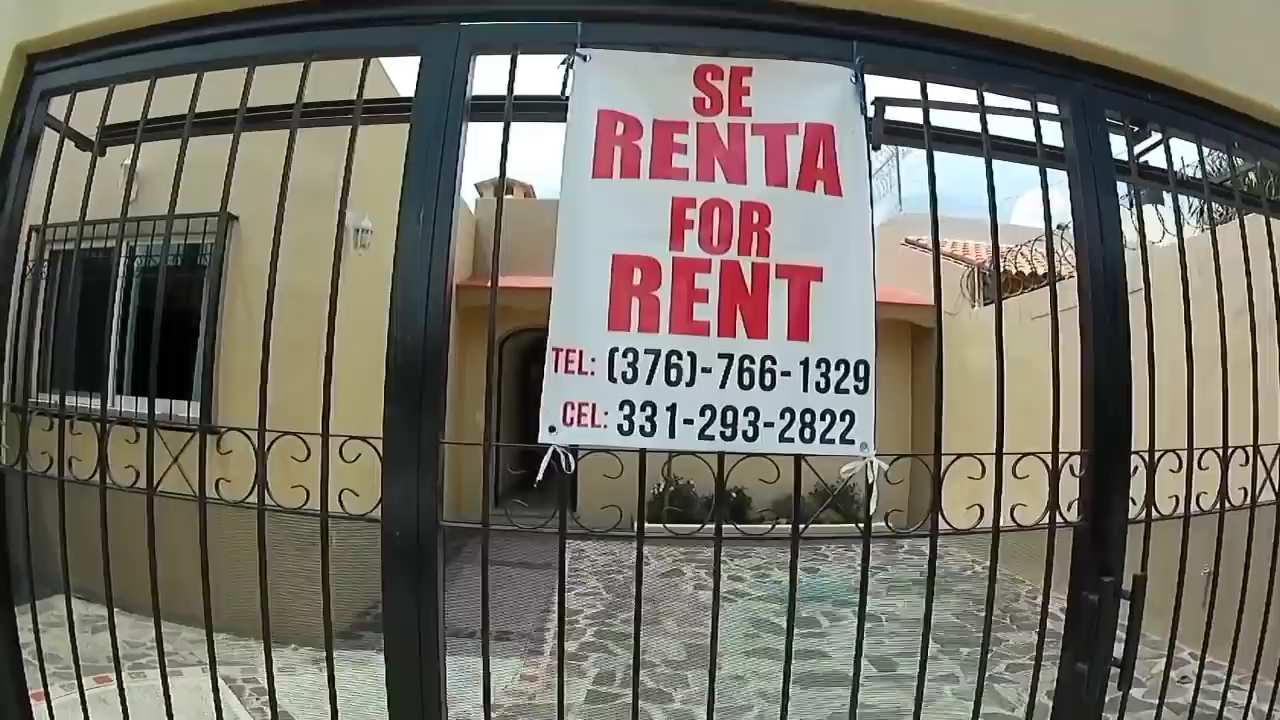 SE
RENTA
FOR
RENT
TEL: (376)-766-1329
CEL: 331-293-2822